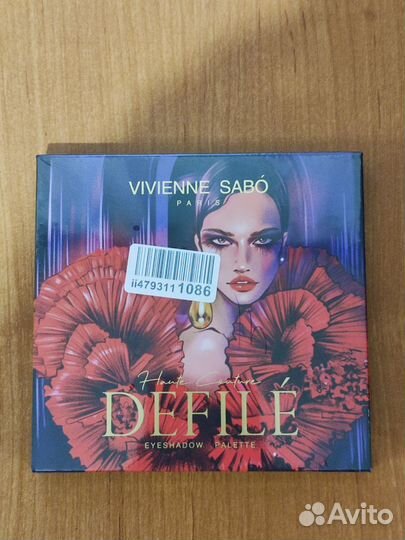 VIVIENNE SABÓ
PARIS
ii4793111086
Haute Couture
DEFILÉ
EYESHADOW PALETTE
Avito